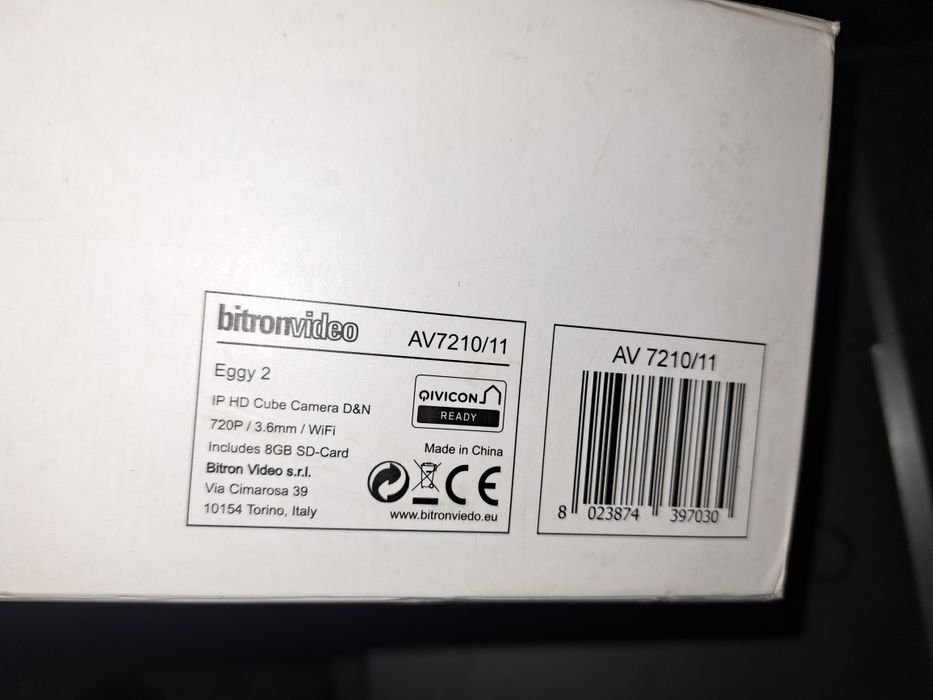 bitronvideo AV7210/11
Eggy 2
IP HD Cube Camera D&N
720P / 3.6mm / WiFi
Includes 8GB SD-Card
Bitron Video s.r.l.
Via Cimarosa 39
10154 Torino, Italy
QIVICON
READY
Made in China
CE
www.bitronviedo.eu
AV 7210/11
8 023874 397030